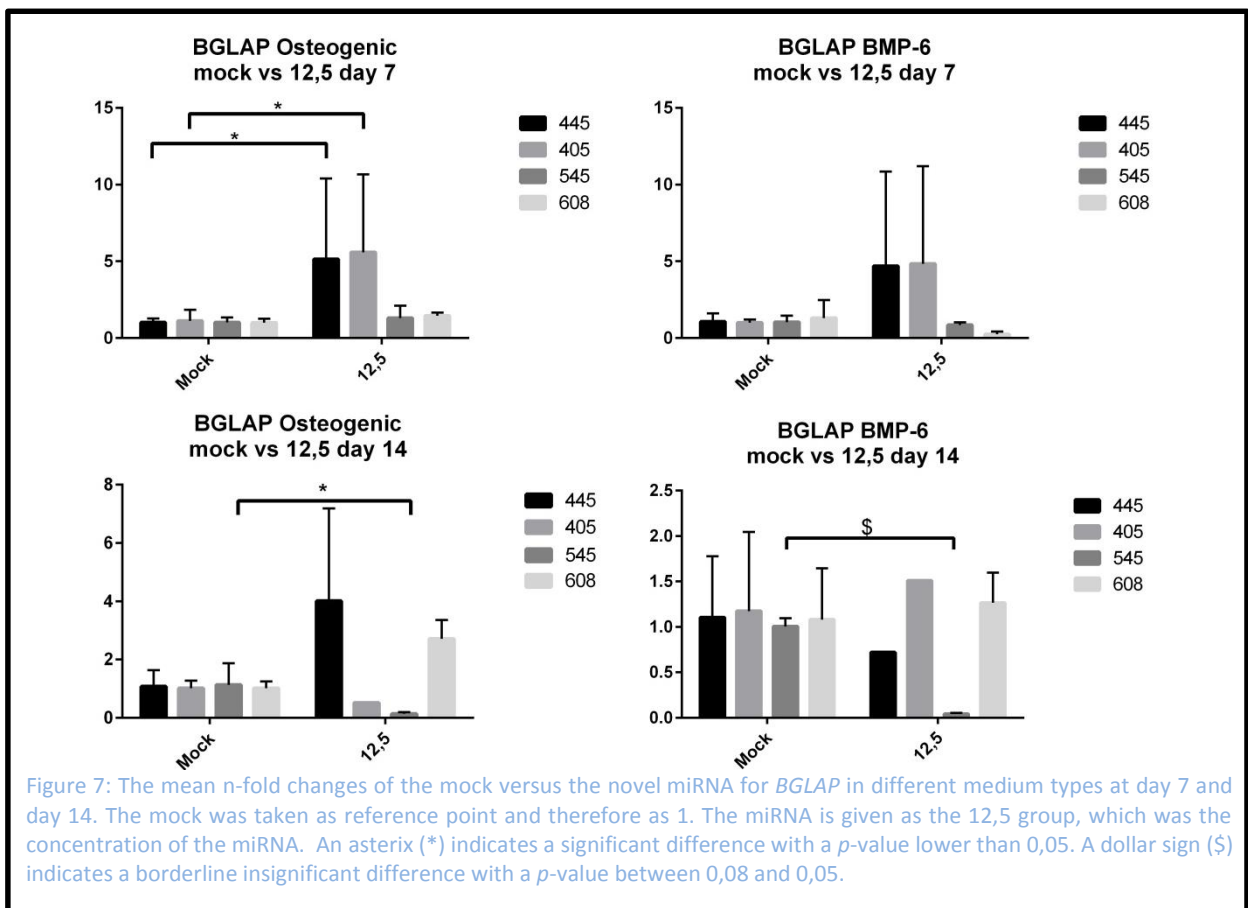 BGLAP Osteogenic
mock vs 12,5 day 7
15
10
5
0
*
*
Mock
12,5
445
405
545
608
BGLAP BMP-6
mock vs 12,5 day 7
15
10
5
0
Mock
12,5
445
405
545
608
BGLAP Osteogenic
mock vs 12,5 day 14
8
6
4
2
0
*
Mock
12,5
445
405
545
608
BGLAP BMP-6
mock vs 12,5 day 14
2.5
2.0
1.5
1.0
0.5
0.0
$
Mock
12,5
445
405
545
608
Figure 7: The mean n-fold changes of the mock versus the novel miRNA for BGLAP in different medium types at day 7 and
day 14. The mock was taken as reference point and therefore as 1. The miRNA is given as the 12,5 group, which was the
concentration of the miRNA. An asterix (*) indicates a significant difference with a p-value lower than 0,05. A dollar sign ($)
indicates a borderline insignificant difference with a p-value between 0,08 and 0,05.